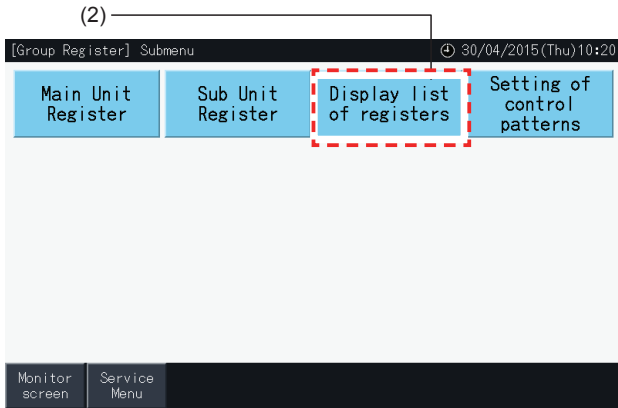 (2)
[Group Register] Submenu 30/04/2015(Thu)10:20
Main Unit
Register
Sub Unit
Register
Display list
of registers
Setting of
control
patterns
Monitor
screen
Service
Menu